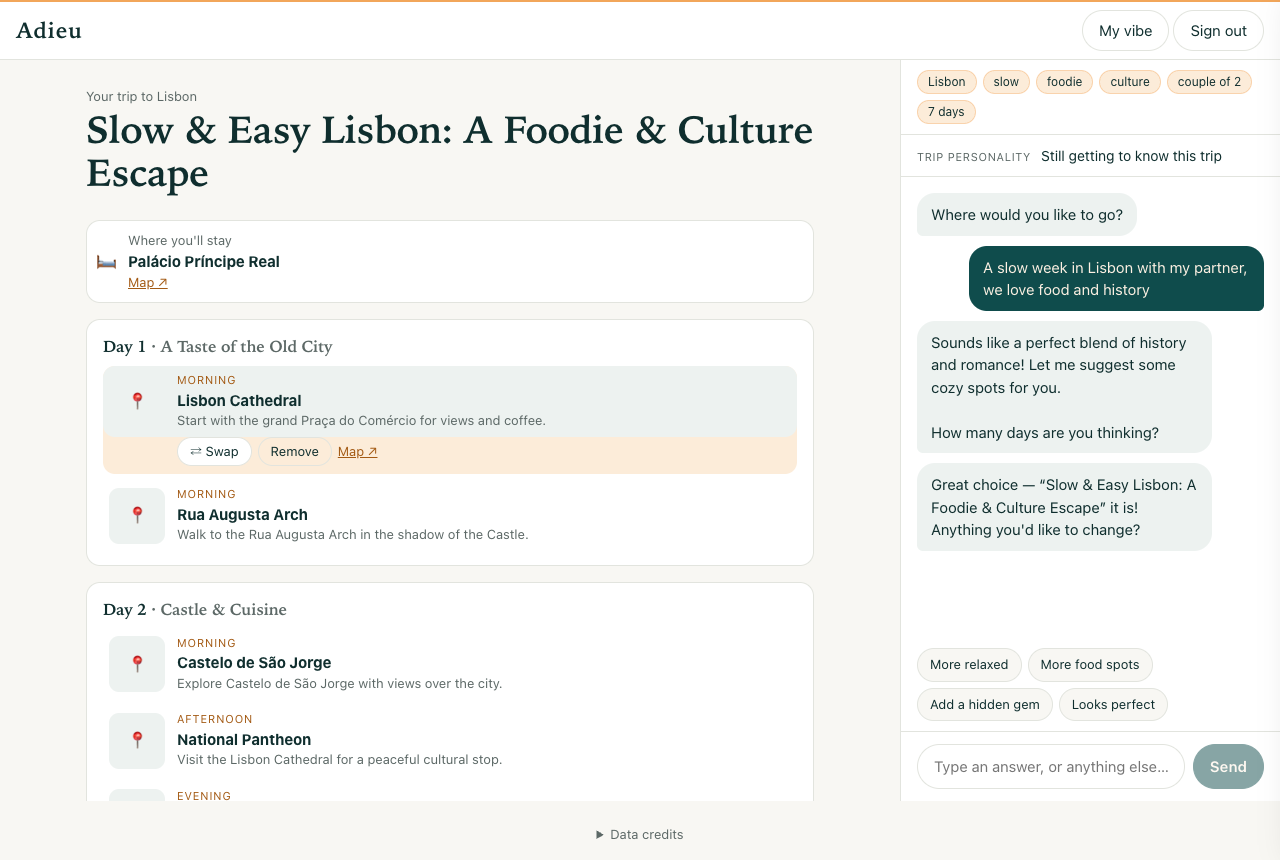 Adieu
My vibe
Sign out
Your trip to Lisbon
Slow & Easy Lisbon: A Foodie & Culture
Escape
Where you'll stay
Palácio Príncipe Real
Map ↗
Day 1 · A Taste of the Old City
MORNING
Lisbon Cathedral
Start with the grand Praça do Comércio for views and coffee.
⇄ Swap
Remove
Map ↗
MORNING
Rua Augusta Arch
Walk to the Rua Augusta Arch in the shadow of the Castle.
Day 2 · Castle & Cuisine
MORNING
Castelo de São Jorge
Explore Castelo de São Jorge with views over the city.
AFTERNOON
National Pantheon
Visit the Lisbon Cathedral for a peaceful cultural stop.
EVENING
Lisbon
slow
foodie
culture
couple of 2
7 days
TRIP PERSONALITY Still getting to know this trip
Where would you like to go?
A slow week in Lisbon with my partner,
we love food and history
Sounds like a perfect blend of history
and romance! Let me suggest some
cozy spots for you.
How many days are you thinking?
Great choice — “Slow & Easy Lisbon: A
Foodie & Culture Escape” it is!
Anything you'd like to change?
More relaxed
More food spots
Add a hidden gem
Looks perfect
Type an answer, or anything else...
Send
▶ Data credits